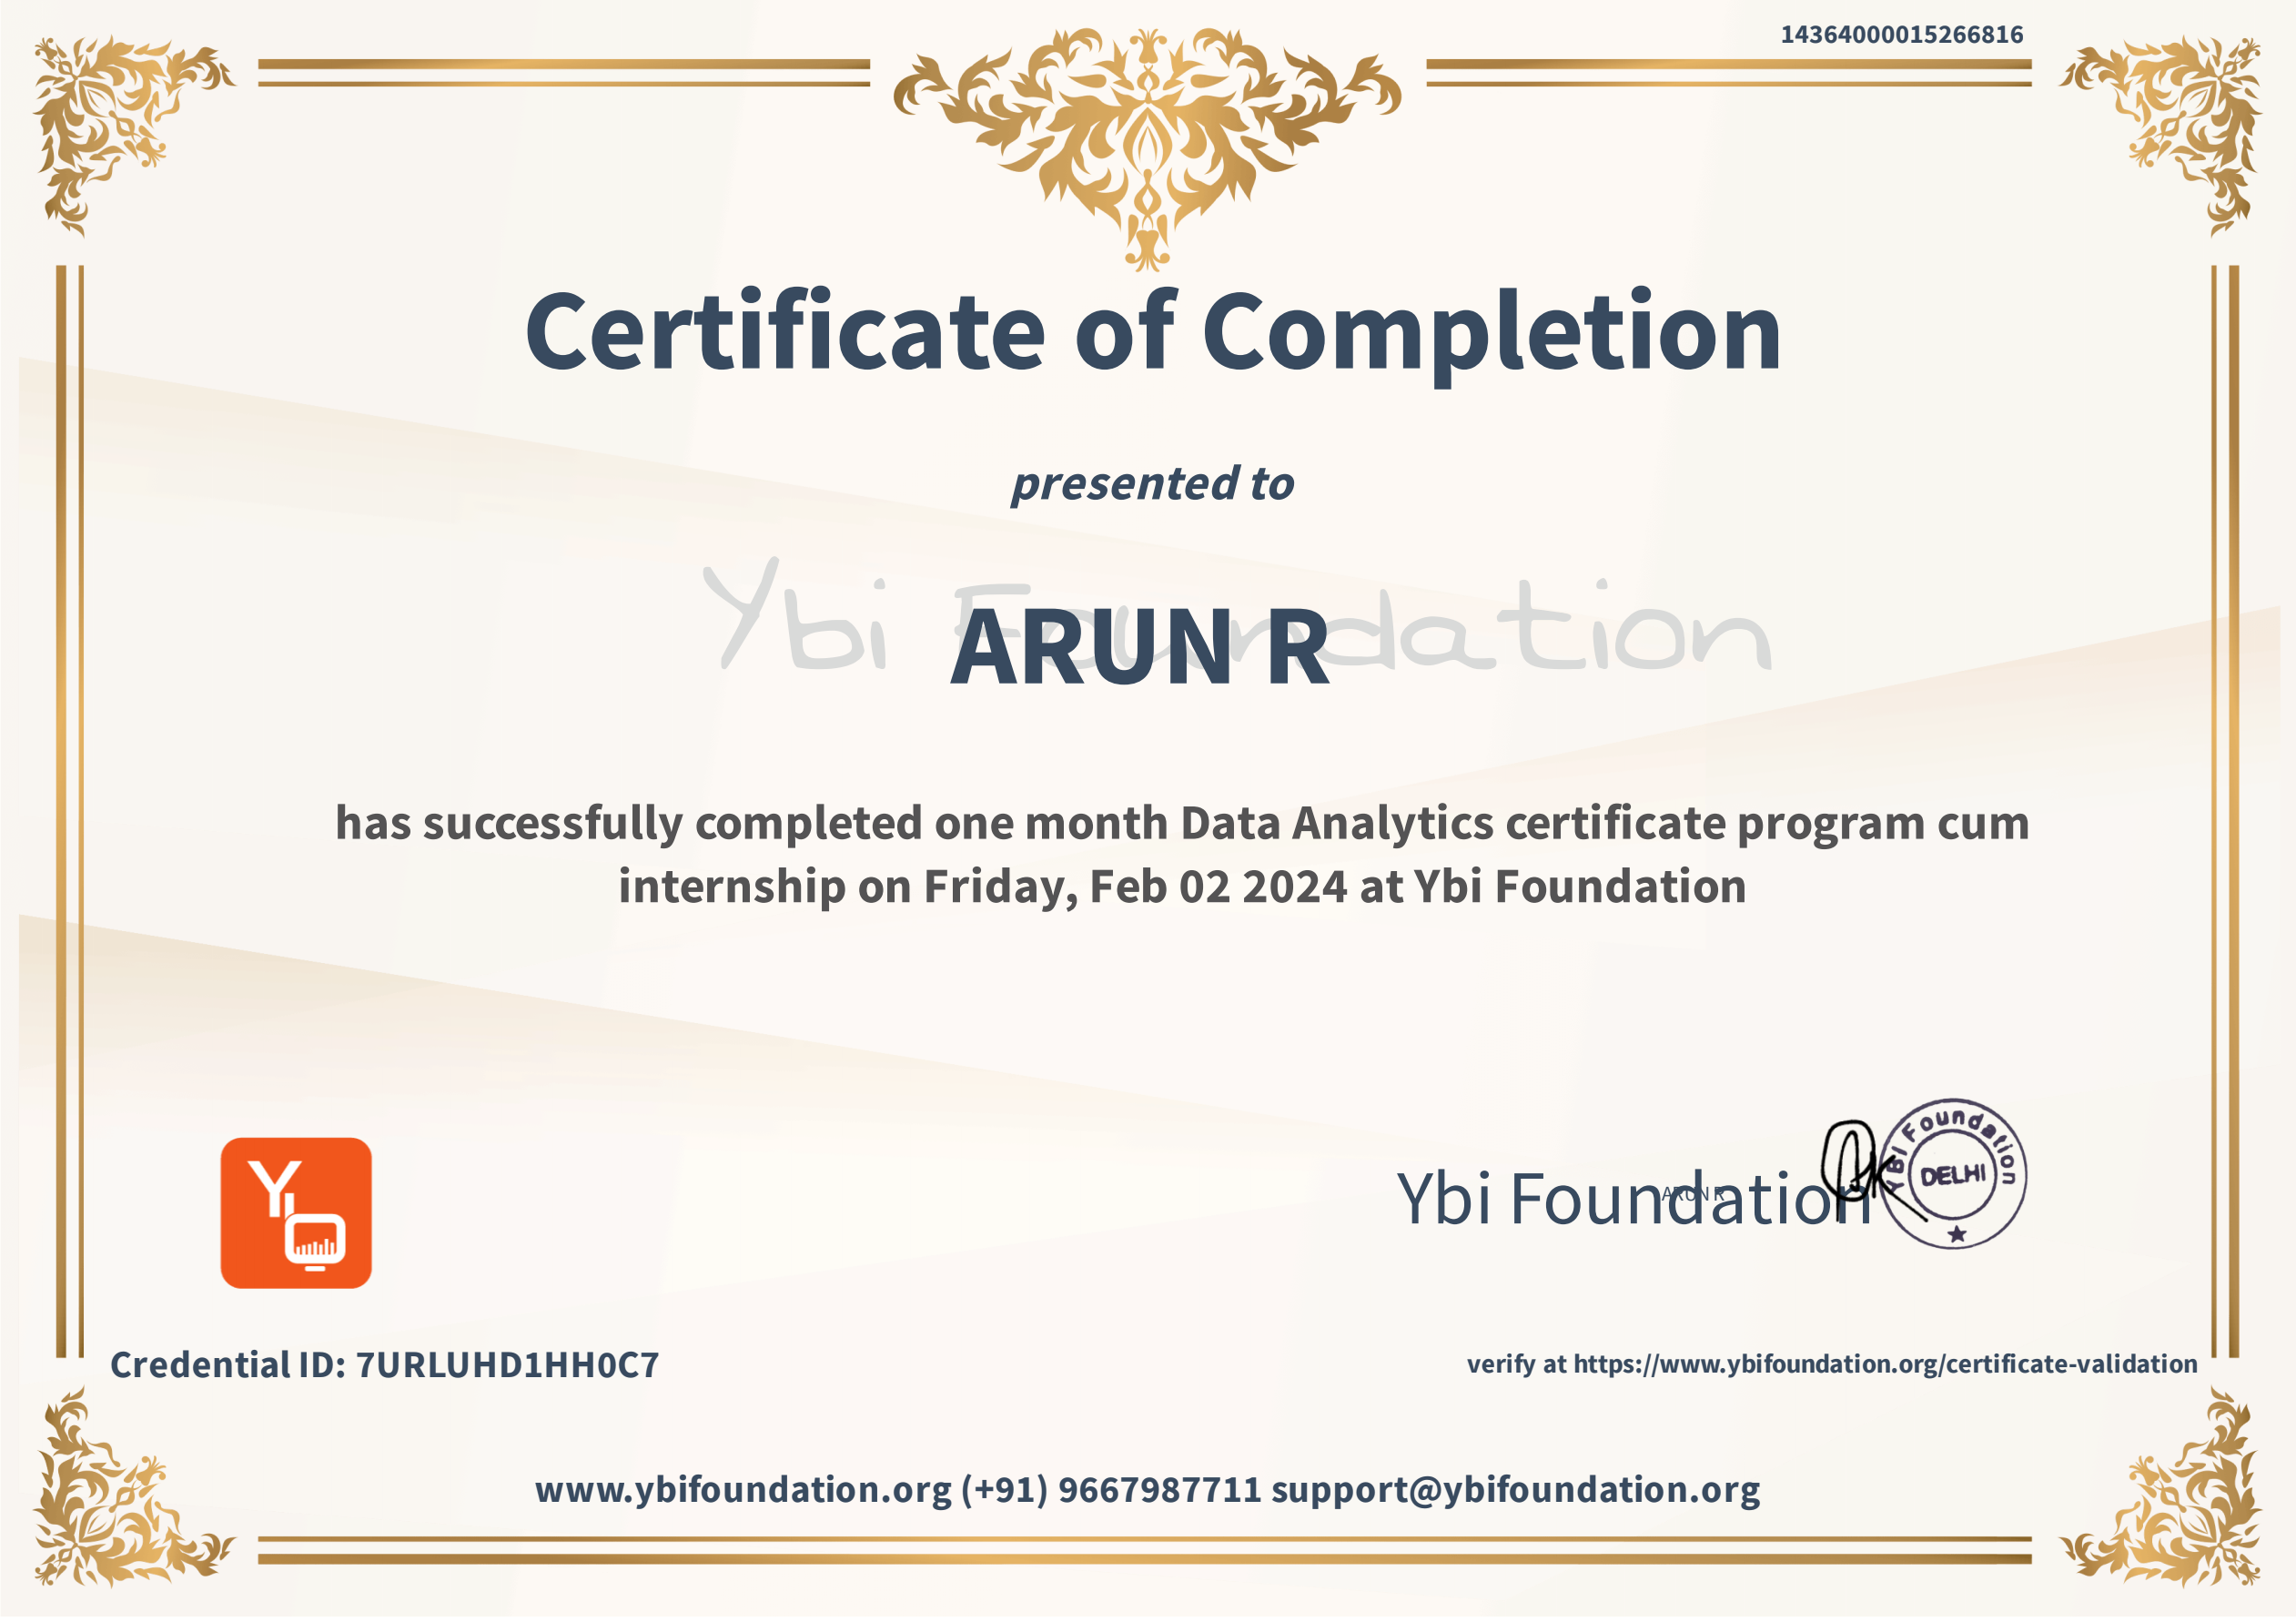 14364000015266816
Certificate of Completion
presented to
Ybi Foundation
ARUN R
has successfully completed one month Data Analytics certificate program cum
internship on Friday, Feb 02 2024 at Ybi Foundation
Ybi Foundation
ARUN R
YBI Foundation
DELHI
Credential ID: 7URLUHD1HH0C7
verify at https://www.ybifoundation.org/certificate-validation
www.ybifoundation.org (+91) 9667987711 support@ybifoundation.org